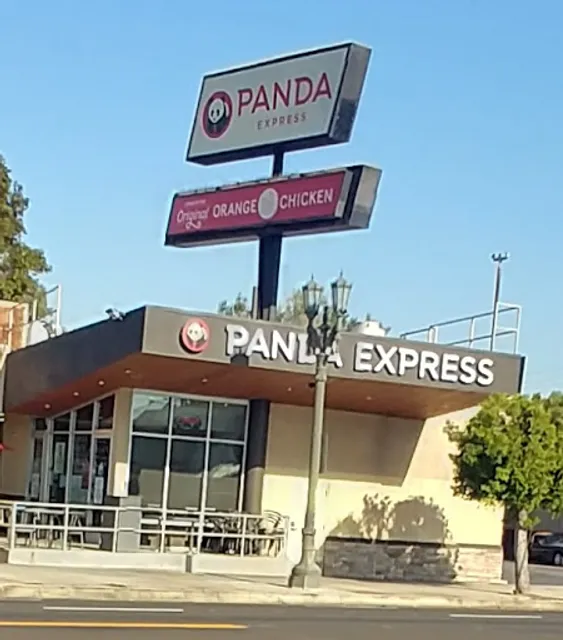 PANDA
EXPRESS
Original ORANGE CHICKEN
PANDA EXPRESS